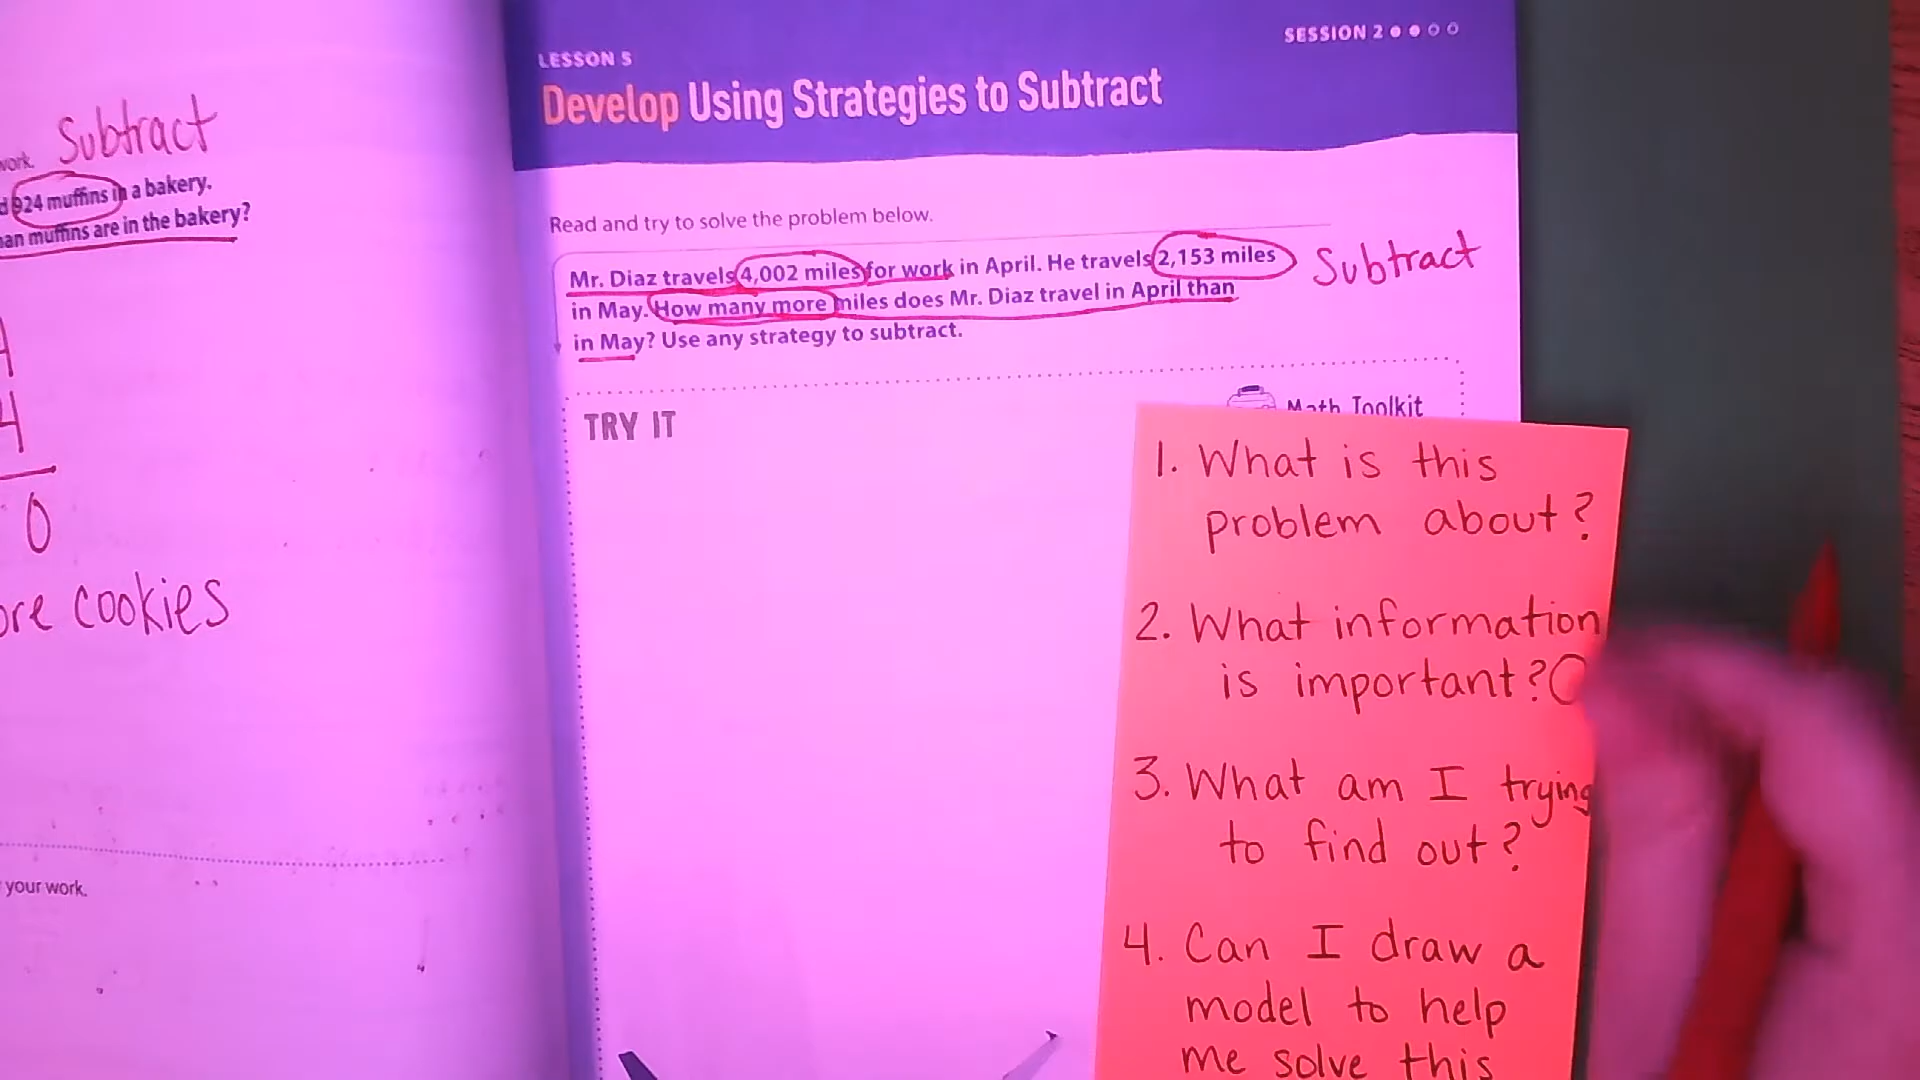 Subtract
work.
924 muffins in a bakery.
an muffins are in the bakery?
4
4
0
ore cookies
your work.
SESSION 2
LESSON 5
Develop Using Strategies to Subtract
Read and try to solve the problem below.
Mr. Diaz travels 4,002 miles for work in April. He travels 2,153 miles
in May. How many more miles does Mr. Diaz travel in April than
in May? Use any strategy to subtract.
Subtract
TRY IT
Math Toolkit
1. What is this
problem about?
2. What information
is important?
3. What am I trying
to find out?
4. Can I draw a
model to help
me solve this